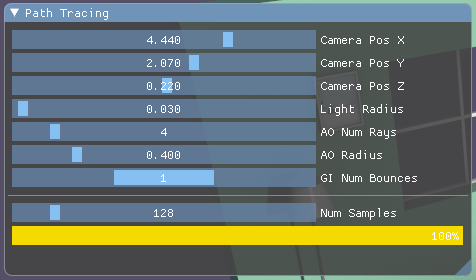 Path Tracing
4.440 Camera Pos X
2.070 Camera Pos Y
0.220 Camera Pos Z
0.030 Light Radius
4 AO Num Rays
0.400 AO Radius
1 GI Num Bounces
128 Num Samples
100%